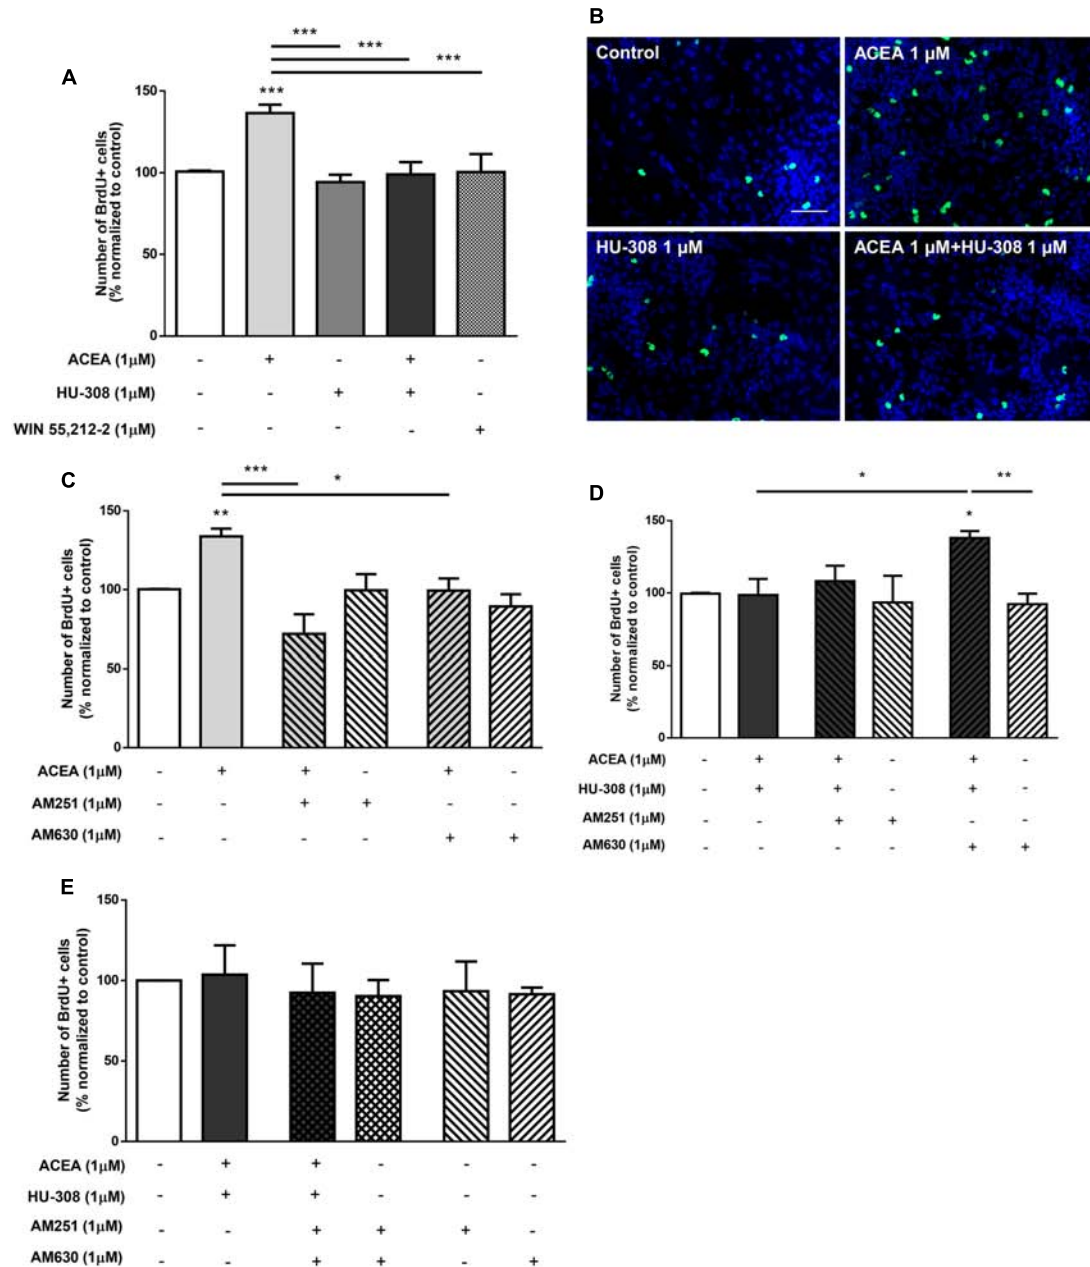 A
***
***
***
***
150
100
50
0
Number of BrdU+ cells
(% normalized to control)
ACEA (1μM) - + - + -
HU-308 (1μM) - - + + -
WIN 55,212-2 (1μM) - - - - +
B
Control
ACEA 1 µM
HU-308 1 µM
ACEA 1 µM+HU-308 1 µM
C
***
*
**
150
100
50
0
Number of BrdU+ cells
(% normalized to control)
ACEA (1μM) - + + - + -
AM251 (1μM) - - + + - -
AM630 (1μM) - - - - + +
D
*
**
*
150
100
50
0
Number of BrdU+ cells
(% normalized to control)
ACEA (1μM) - + + - + -
HU-308 (1μM) - + + - + -
AM251 (1μM) - - + + - -
AM630 (1μM) - - - - + +
E
150
100
50
0
Number of BrdU+ cells
(% normalized to control)
ACEA (1μM) - + + - - -
HU-308 (1μM) - + + - - -
AM251 (1μM) - - + + + -
AM630 (1μM) - - + + - +